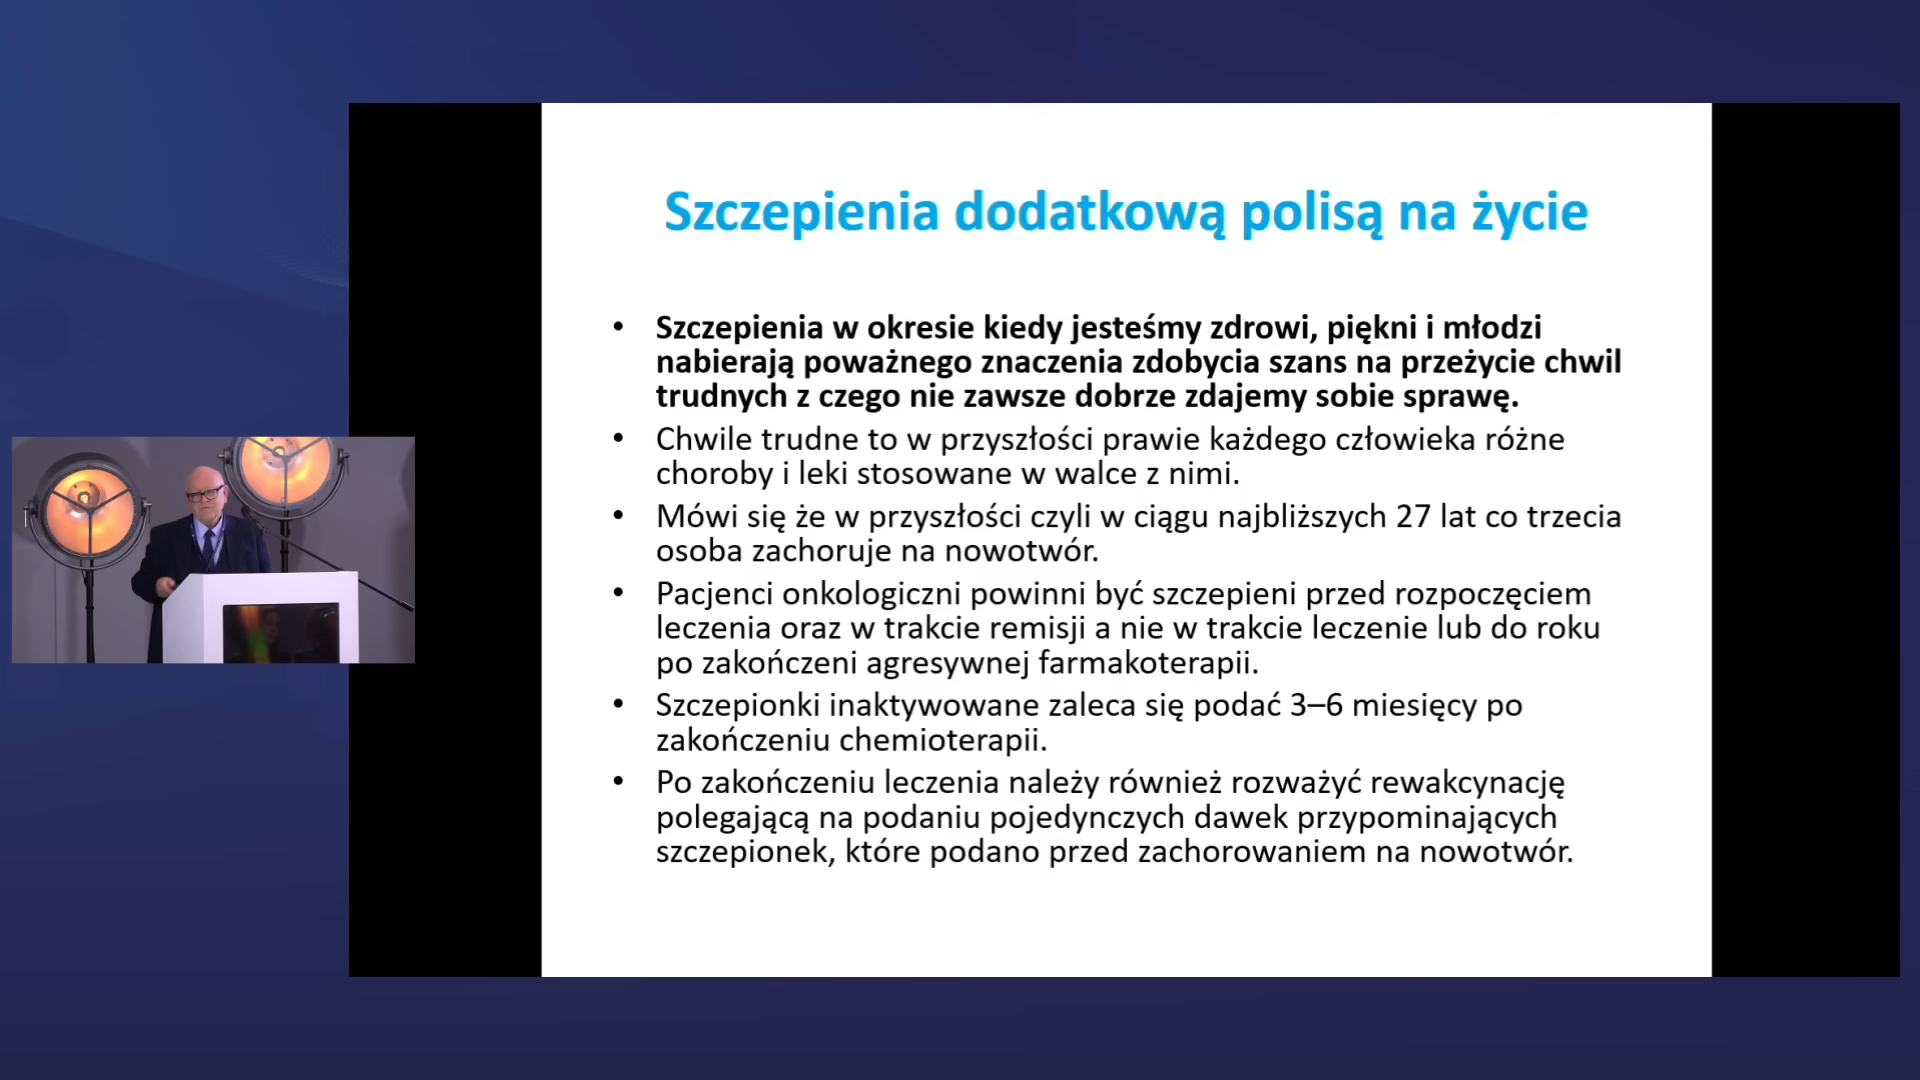 Szczepienia dodatkową polisą na życie
• Szczepienia w okresie kiedy jesteśmy zdrowi, piękni i młodzi
nabierają poważnego znaczenia zdobycia szans na przeżycie chwil
trudnych z czego nie zawsze dobrze zdajemy sobie sprawę.
• Chwile trudne to w przyszłości prawie każdego człowieka różne
choroby i leki stosowane w walce z nimi.
• Mówi się że w przyszłości czyli w ciągu najbliższych 27 lat co trzecia
osoba zachoruje na nowotwór.
• Pacjenci onkologiczni powinni być szczepieni przed rozpoczęciem
leczenia oraz w trakcie remisji a nie w trakcie leczenie lub do roku
po zakończeni agresywnej farmakoterapii.
• Szczepionki inaktywowane zaleca się podać 3–6 miesięcy po
zakończeniu chemioterapii.
• Po zakończeniu leczenia należy również rozważyć rewakcynację
polegającą na podaniu pojedynczych dawek przypominających
szczepionek, które podano przed zachorowaniem na nowotwór.